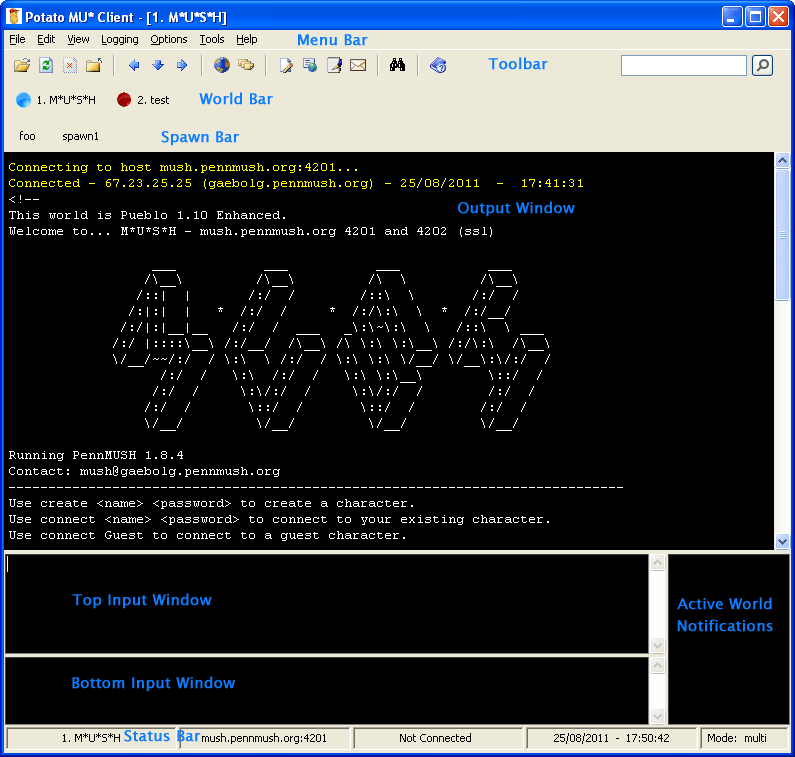 Potato MU* Client - [1. M*U*S*H]
File Edit View Logging Options Tools Help Menu Bar
Toolbar
1. M*U*S*H 2. test World Bar
foo spawn1 Spawn Bar
Connecting to host mush.pennmush.org:4201...
Connected - 67.23.25.25 (gaebolg.pennmush.org) - 25/08/2011 - 17:41:31
<!--
This world is Pueblo 1.10 Enhanced.
Output Window
Welcome to... M*U*S*H - mush.pennmush.org 4201 and 4202 (ssl)
Running PennMUSH 1.8.4
Contact: mush@gaebolg.pennmush.org
-----------------------------------------------------------------------------
Use create <name> <password> to create a character.
Use connect <name> <password> to connect to your existing character.
Use connect Guest to connect to a guest character.
Top Input Window
Active World
Notifications
Bottom Input Window
1. M*U*S*H Status Bar mush.pennmush.org:4201 Not Connected 25/08/2011 - 17:50:42 Mode: multi